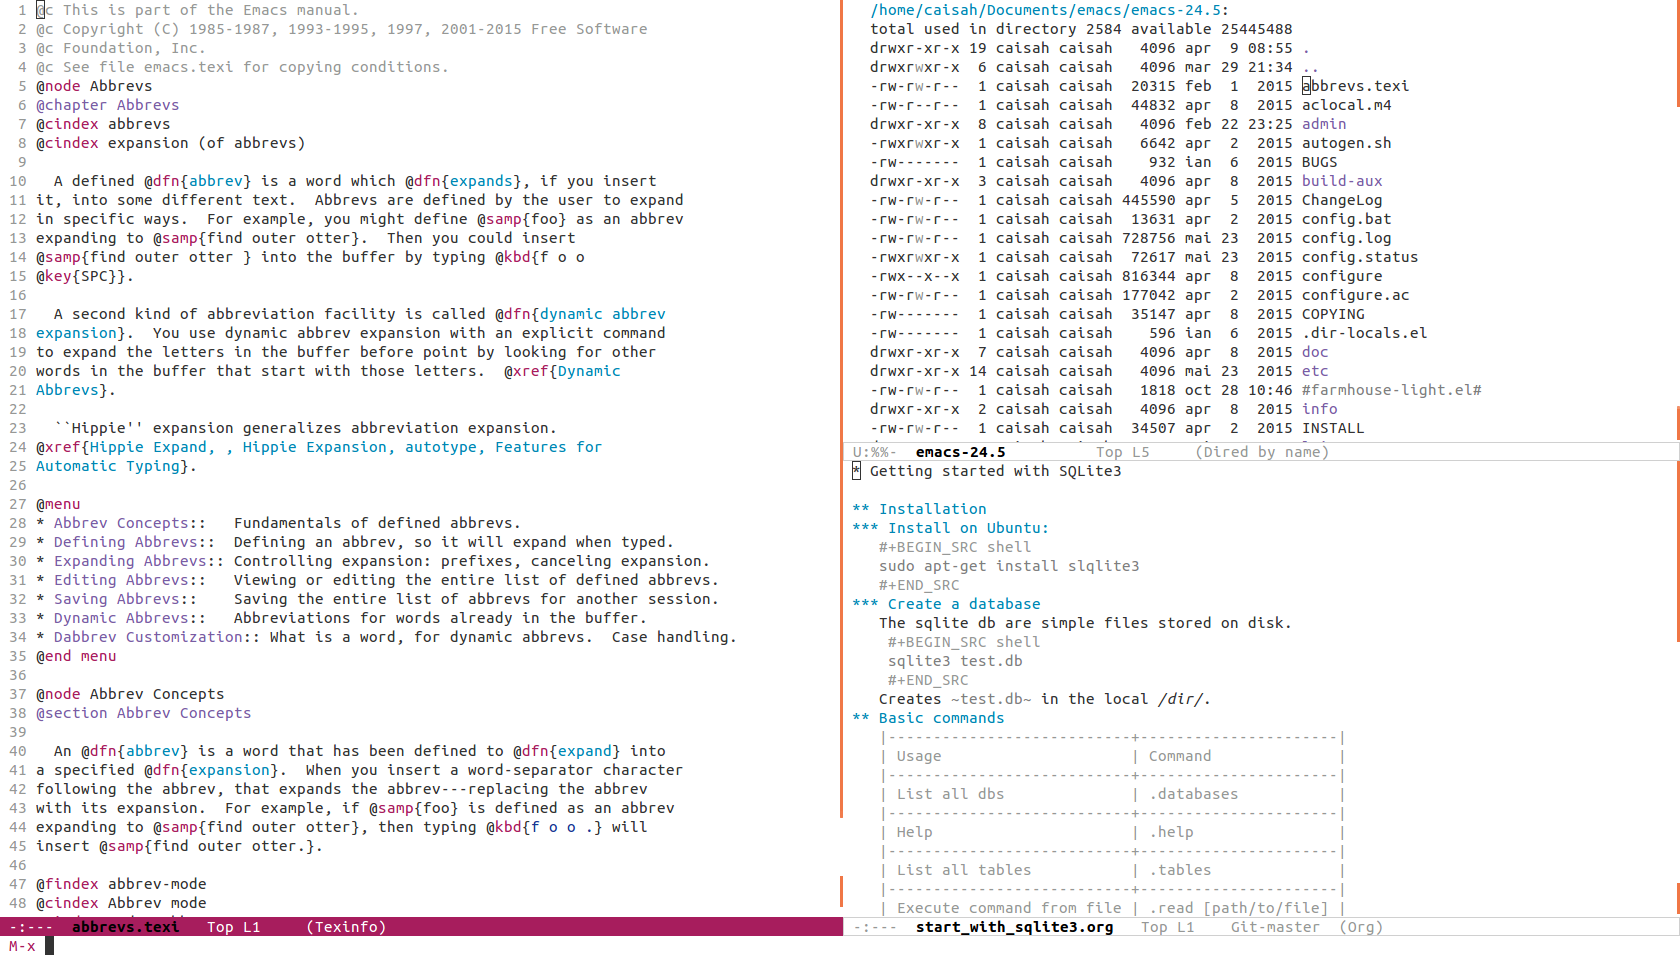 1 @c This is part of the Emacs manual.
2 @c Copyright (C) 1985-1987, 1993-1995, 1997, 2001-2015 Free Software
3 @c Foundation, Inc.
4 @c See file emacs.texi for copying conditions.
5 @node Abbrevs
6 @chapter Abbrevs
7 @cindex abbrevs
8 @cindex expansion (of abbrevs)
9
10   A defined @dfn{abbrev} is a word which @dfn{expands}, if you insert
11 it, into some different text.  Abbrevs are defined by the user to expand
12 in specific ways.  For example, you might define @samp{foo} as an abbrev
13 expanding to @samp{find outer otter}.  Then you could insert
14 @samp{find outer otter } into the buffer by typing @kbd{f o o
15 @key{SPC}}.
16
17   A second kind of abbreviation facility is called @dfn{dynamic abbrev
18 expansion}.  You use dynamic abbrev expansion with an explicit command
19 to expand the letters in the buffer before point by looking for other
20 words in the buffer that start with those letters.  @xref{Dynamic
21 Abbrevs}.
22
23   ``Hippie'' expansion generalizes abbreviation expansion.
24 @xref{Hippie Expand, , Hippie Expansion, autotype, Features for
25 Automatic Typing}.
26
27 @menu
28 * Abbrev Concepts::   Fundamentals of defined abbrevs.
29 * Defining Abbrevs::  Defining an abbrev, so it will expand when typed.
30 * Expanding Abbrevs:: Controlling expansion: prefixes, canceling expansion.
31 * Editing Abbrevs::   Viewing or editing the entire list of defined abbrevs.
32 * Saving Abbrevs::    Saving the entire list of abbrevs for another session.
33 * Dynamic Abbrevs::   Abbreviations for words already in the buffer.
34 * Dabbrev Customization:: What is a word, for dynamic abbrevs.  Case handling.
35 @end menu
36
37 @node Abbrev Concepts
38 @section Abbrev Concepts
39
40   An @dfn{abbrev} is a word that has been defined to @dfn{expand} into
41 a specified @dfn{expansion}.  When you insert a word-separator character
42 following the abbrev, that expands the abbrev---replacing the abbrev
43 with its expansion.  For example, if @samp{foo} is defined as an abbrev
44 expanding to @samp{find outer otter}, then typing @kbd{f o o .} will
45 insert @samp{find outer otter.}.
46
47 @findex abbrev-mode
48 @cindex Abbrev mode
-:---  abbrevs.texi   Top L1     (Texinfo)
M-x
/home/caisah/Documents/emacs/emacs-24.5:
total used in directory 2584 available 25445488
drwxr-xr-x 19 caisah caisah   4096 apr  9 08:55 .
drwxrwxr-x  6 caisah caisah   4096 mar 29 21:34 ..
-rw-rw-r--  1 caisah caisah  20315 feb  1  2015 abbrevs.texi
-rw-r--r--  1 caisah caisah  44832 apr  8  2015 aclocal.m4
drwxr-xr-x  8 caisah caisah   4096 feb 22 23:25 admin
-rwxrwxr-x  1 caisah caisah   6642 apr  2  2015 autogen.sh
-rw-------  1 caisah caisah    932 ian  6  2015 BUGS
drwxr-xr-x  3 caisah caisah   4096 apr  8  2015 build-aux
-rw-rw-r--  1 caisah caisah 445590 apr  5  2015 ChangeLog
-rw-rw-r--  1 caisah caisah  13631 apr  2  2015 config.bat
-rw-rw-r--  1 caisah caisah 728756 mai 23  2015 config.log
-rwxrwxr-x  1 caisah caisah  72617 mai 23  2015 config.status
-rwx--x--x  1 caisah caisah 816344 apr  8  2015 configure
-rw-rw-r--  1 caisah caisah 177042 apr  2  2015 configure.ac
-rw-------  1 caisah caisah  35147 apr  8  2015 COPYING
-rw-------  1 caisah caisah    596 ian  6  2015 .dir-locals.el
drwxr-xr-x  7 caisah caisah   4096 apr  8  2015 doc
drwxr-xr-x 14 caisah caisah   4096 mai 23  2015 etc
-rw-rw-r--  1 caisah caisah   1818 oct 28 10:46 #farmhouse-light.el#
drwxr-xr-x  2 caisah caisah   4096 apr  8  2015 info
-rw-rw-r--  1 caisah caisah  34507 apr  2  2015 INSTALL
U:%%-  emacs-24.5          Top L5     (Dired by name)
* Getting started with SQLite3
** Installation
*** Install on Ubuntu:
#+BEGIN_SRC shell
sudo apt-get install slqlite3
#+END_SRC
*** Create a database
The sqlite db are simple files stored on disk.
#+BEGIN_SRC shell
sqlite3 test.db
#+END_SRC
Creates ~test.db~ in the local /dir/.
** Basic commands
|---------------------------+----------------------|
| Usage                     | Command              |
|---------------------------+----------------------|
| List all dbs              | .databases           |
|---------------------------+----------------------|
| Help                      | .help                |
|---------------------------+----------------------|
| List all tables           | .tables              |
|---------------------------+----------------------|
| Execute command from file | .read [path/to/file] |
-:---  start_with_sqlite3.org   Top L1    Git-master  (Org)